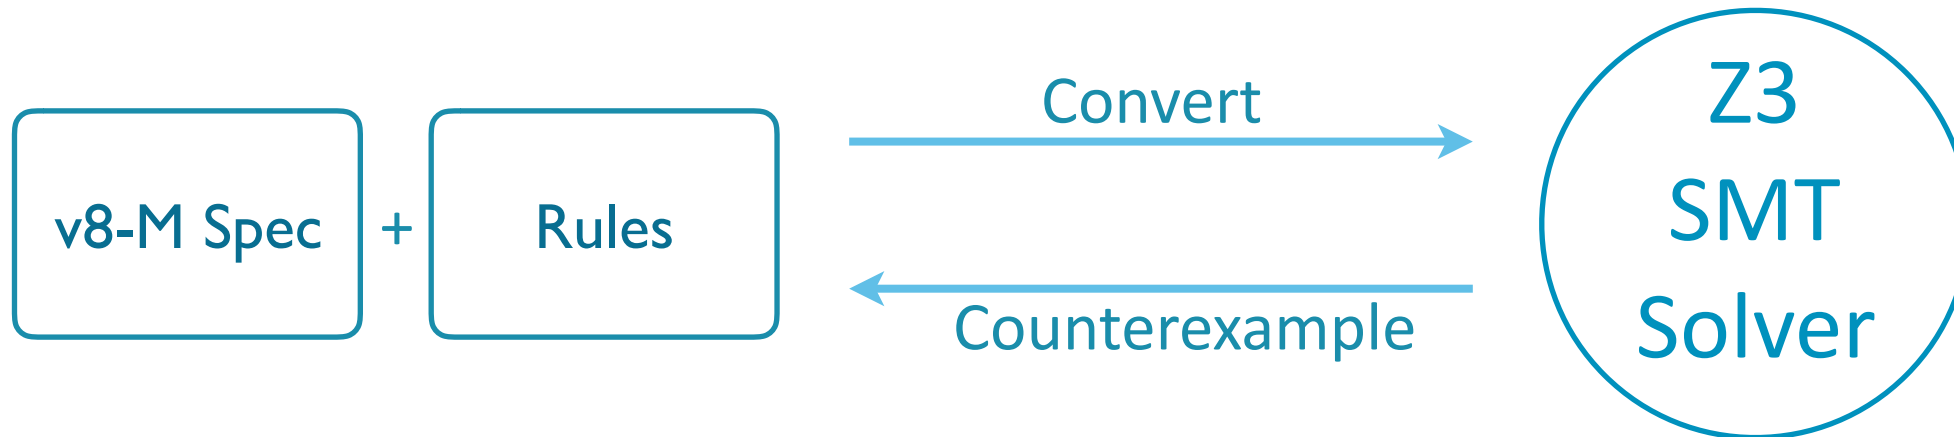 v8-M Spec
+
Rules
Convert
Counterexample
Z3
SMT
Solver